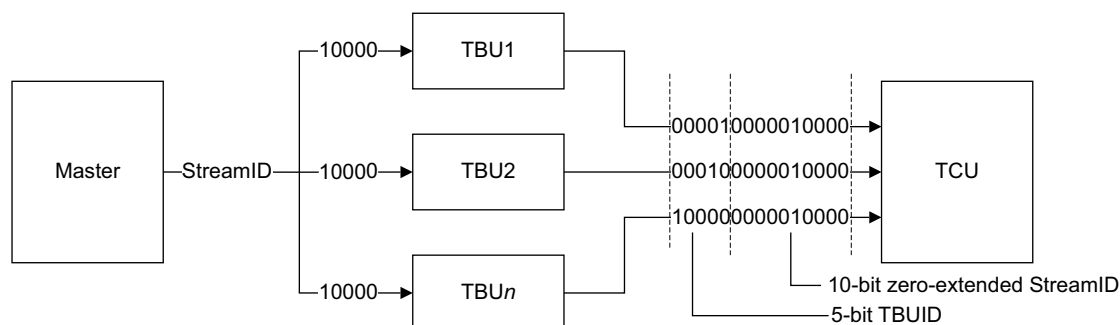 10000
TBU1
000010000010000
Master
StreamID
10000
TBU2
000100000010000
TCU
100000000010000
10000
TBUn
10-bit zero-extended StreamID
5-bit TBUID